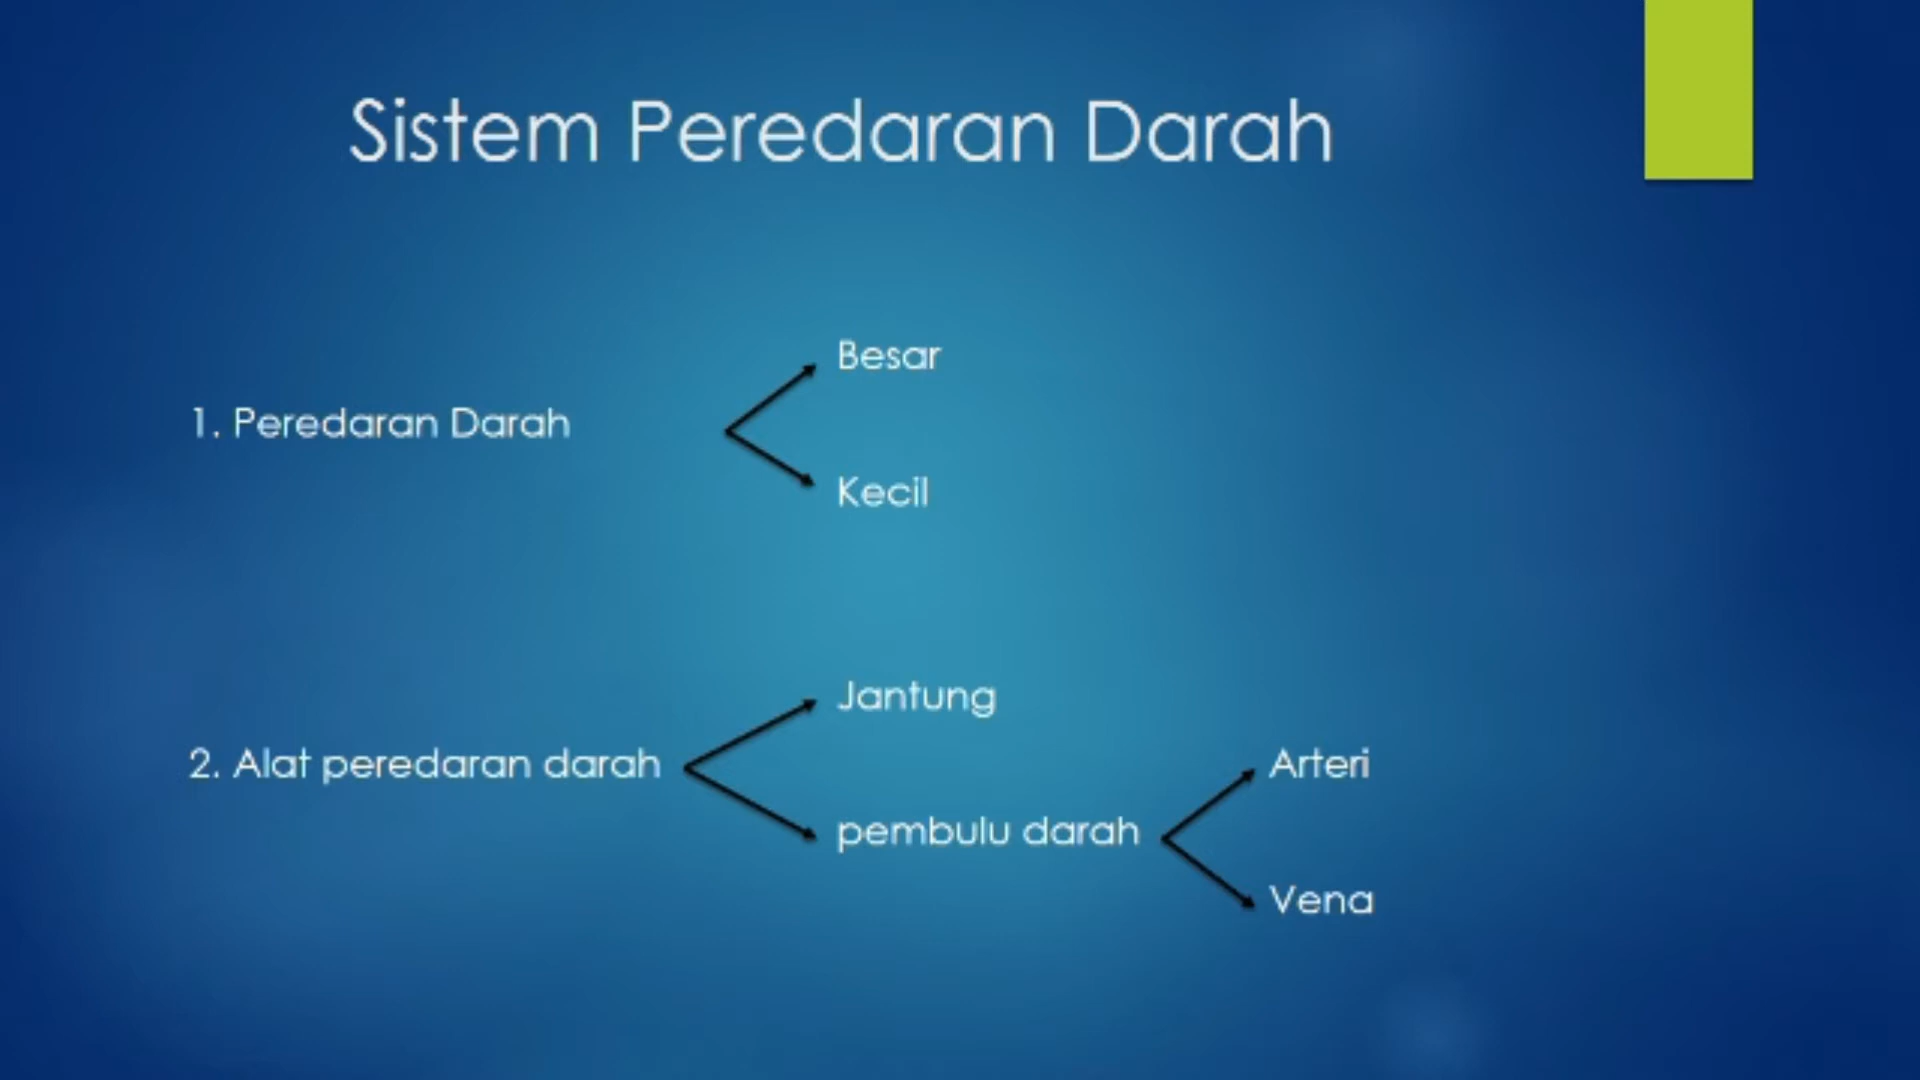 Sistem Peredaran Darah
Besar
1. Peredaran Darah
Kecil
Jantung
2. Alat peredaran darah
Arteri
pembulu darah
Vena